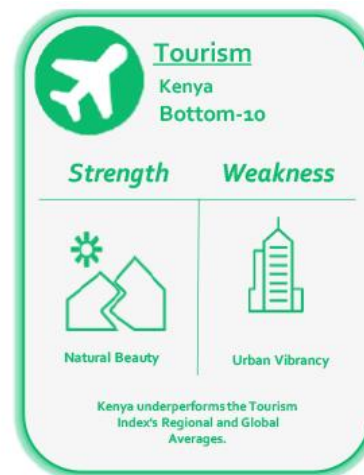 Tourism
Kenya
Bottom-10
Strength
Weakness
Natural Beauty
Urban Vibrancy
Kenya underperforms the Tourism
Index's Regional and Global
Averages.